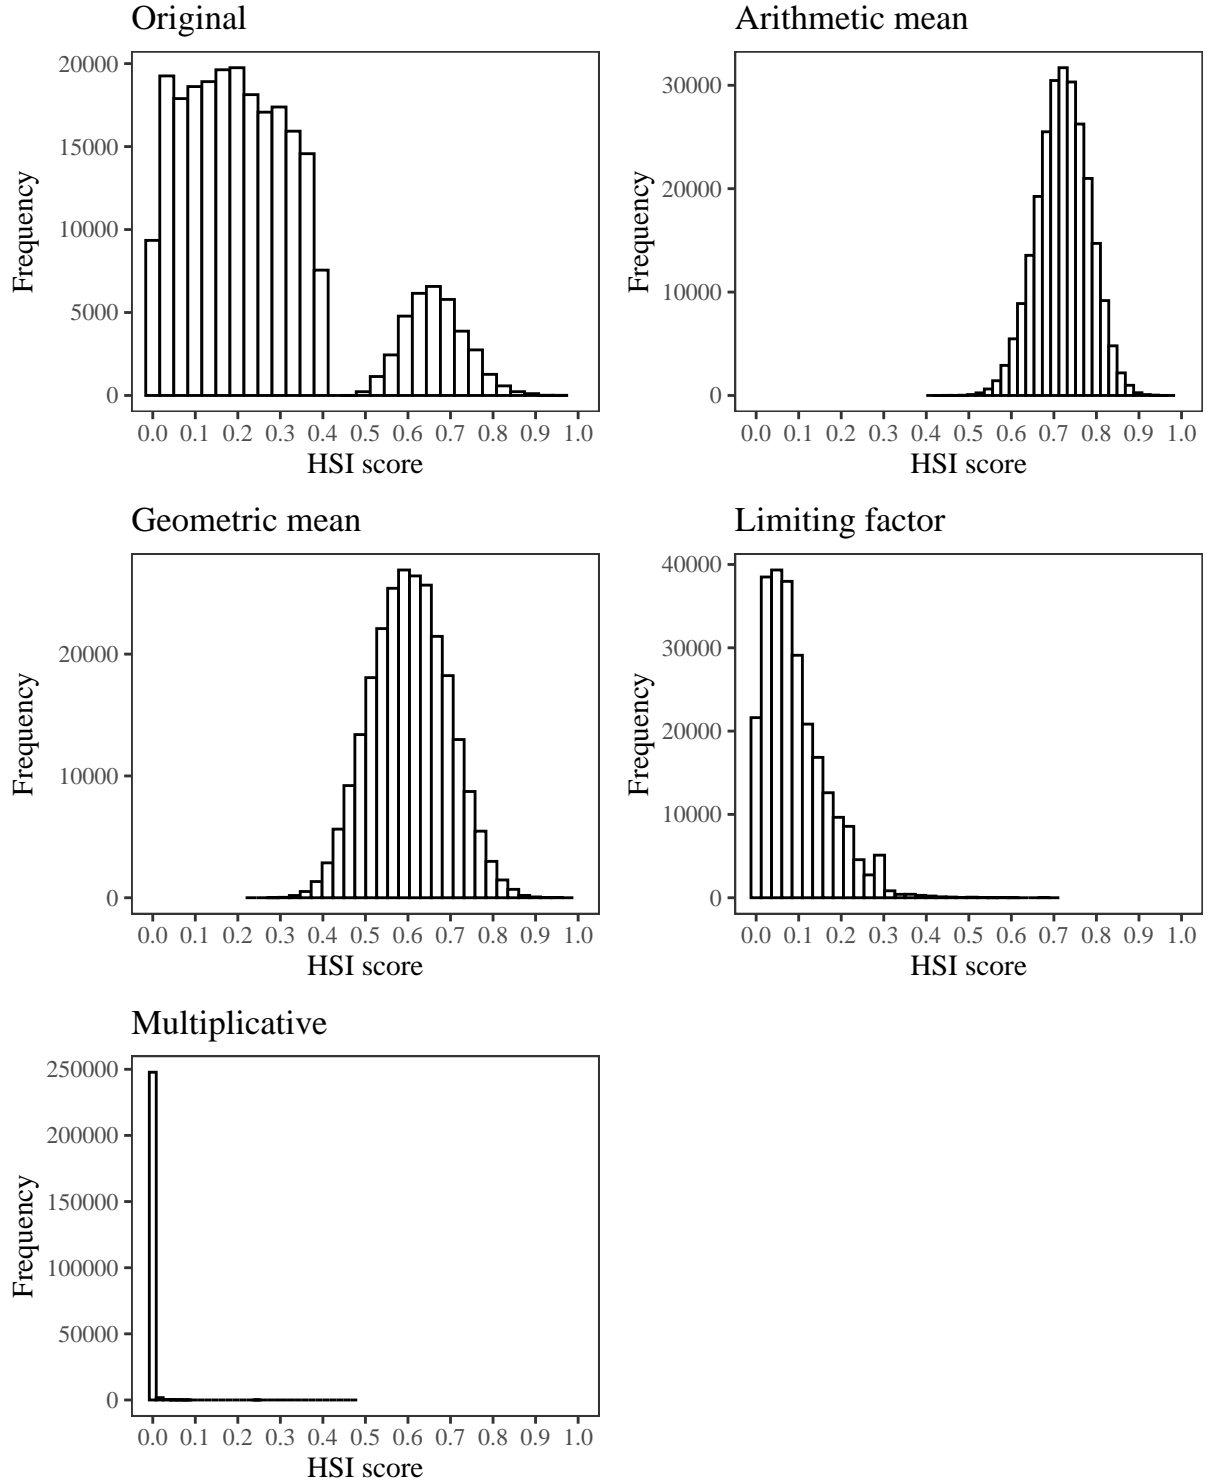 Original
20000
15000
10000
5000
0
Frequency
0.0 0.1 0.2 0.3 0.4 0.5 0.6 0.7 0.8 0.9 1.0
HSI score
Arithmetic mean
30000
20000
10000
0
Frequency
0.0 0.1 0.2 0.3 0.4 0.5 0.6 0.7 0.8 0.9 1.0
HSI score
Geometric mean
20000
10000
0
Frequency
0.0 0.1 0.2 0.3 0.4 0.5 0.6 0.7 0.8 0.9 1.0
HSI score
Limiting factor
40000
30000
20000
10000
0
Frequency
0.0 0.1 0.2 0.3 0.4 0.5 0.6 0.7 0.8 0.9 1.0
HSI score
Multiplicative
250000
200000
150000
100000
50000
0
Frequency
0.0 0.1 0.2 0.3 0.4 0.5 0.6 0.7 0.8 0.9 1.0
HSI score